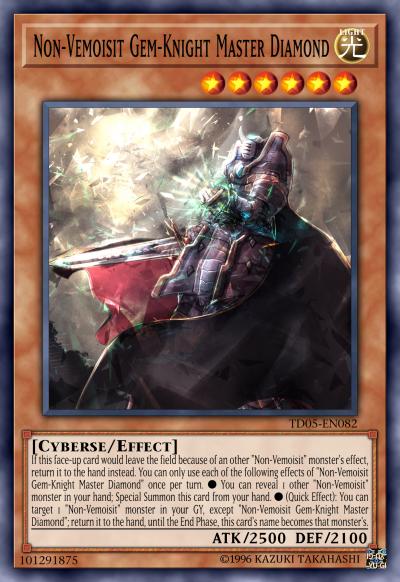 Non-Vemoisit Gem-Knight Master Diamond
LIGHT
光
TD05-EN082
[Cyberse/Effect]
If this face-up card would leave the field because of an other "Non-Vemoisit" monster's effect,
return it to the hand instead. You can only use each of the following effects of "Non-Vemoisit
Gem-Knight Master Diamond" once per turn. ● You can reveal 1 other "Non-Vemoisit"
monster in your hand; Special Summon this card from your hand. ● (Quick Effect): You can
target 1 "Non-Vemoisit" monster in your GY, except "Non-Vemoisit Gem-Knight Master
Diamond"; return it to the hand, until the End Phase, this card's name becomes that monster's.
ATK/2500 DEF/2100
101291875
©1996 KAZUKI TAKAHASHI